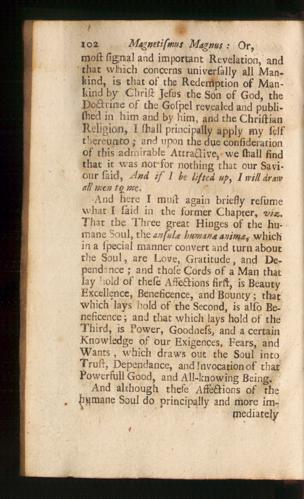 102 Magnetiſmus Magnus: Or,
moſt ſignal and important Revelation, and
that which concerns univerſally all Man-
kind, is that of the Redemption of Man-
kind by Chriſt Jeſus the Son of God, the
Doctrine of the Goſpel revealed and publi-
ſhed in him and by him, and the Chriſtian
Religion, I ſhall principally apply my ſelf
thereunto; and upon the due conſideration
of this admirable Attractive, we ſhall find
that it was not for nothing that our Savi-
our ſaid, And if I be lifted up, I will draw
all men to me.
And here I muſt again briefly reſume
what I ſaid in the former Chapter, viz.
That the Three great Hinges of the hu-
mane Soul, the anſulæ humanæ animæ, which
in a ſpecial manner convert and turn about
the Soul, are Love, Gratitude, and De-
pendence; and thoſe Cords of a Man that
lay hold of theſe Affections firſt, is Beauty
Excellence, Beneficence, and Bounty; that
which lays hold of the Second, is alſo Be-
neficence; and that which lays hold of the
Third, is Power, Goodneſs, and a certain
Knowledge of our Exigences, Fears, and
Wants, which draws out the Soul into
Truſt, Dependance, and Invocation of that
Powerfull Good, and All-knowing Being.
And although theſe Affections of the
humane Soul do principally and more im-
mediately